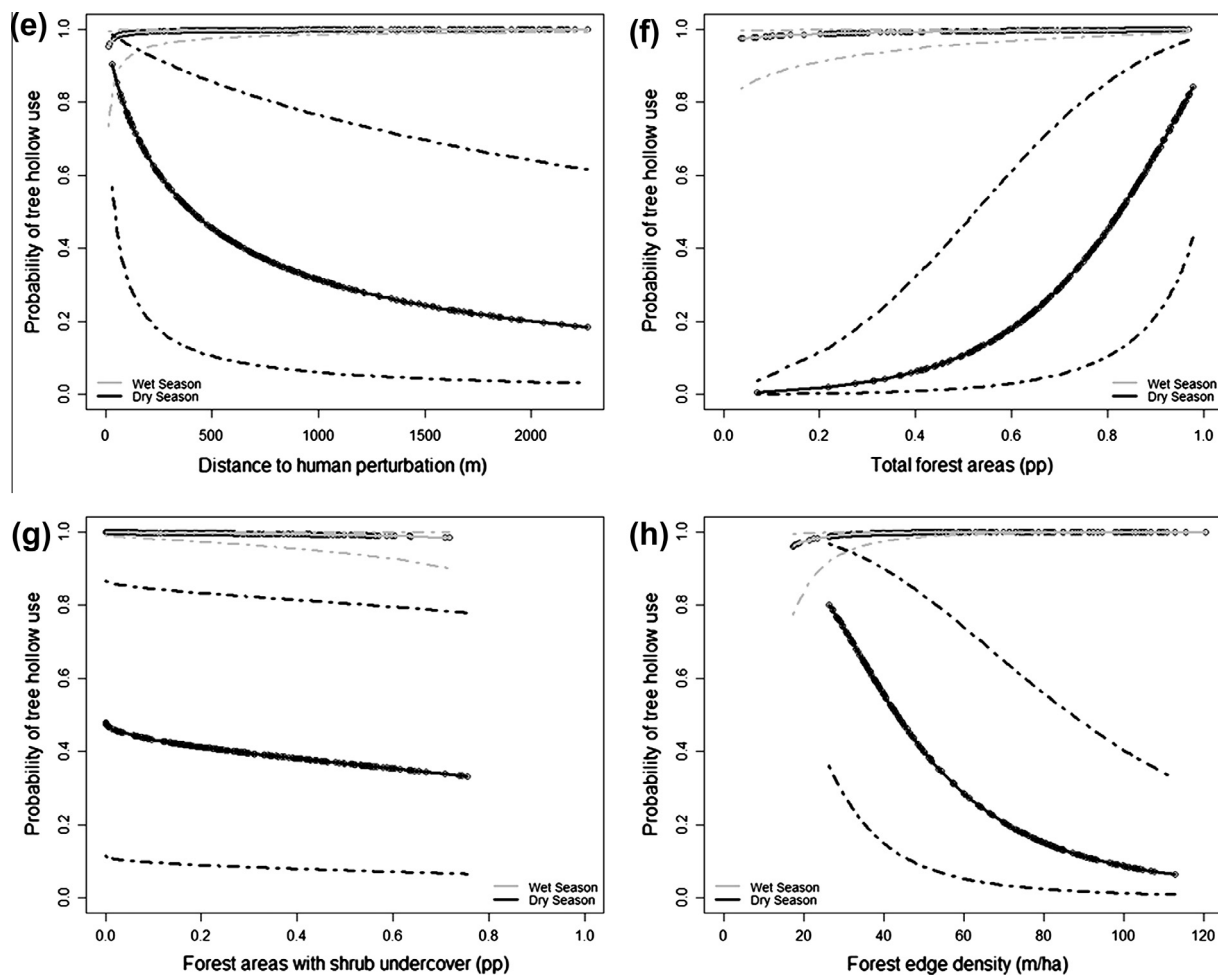 (e)
Probability of tree hollow use
1.0
0.8
0.6
0.4
0.2
0.0
Wet Season
Dry Season
0 500 1000 1500 2000
Distance to human perturbation (m)
(f)
Probability of tree hollow use
1.0
0.8
0.6
0.4
0.2
0.0
Wet Season
Dry Season
0.0 0.2 0.4 0.6 0.8 1.0
Total forest areas (pp)
(g)
Probability of tree hollow use
1.0
0.8
0.6
0.4
0.2
0.0
Wet Season
Dry Season
0.0 0.2 0.4 0.6 0.8 1.0
Forest areas with shrub undercover (pp)
(h)
Probability of tree hollow use
1.0
0.8
0.6
0.4
0.2
0.0
Wet Season
Dry Season
0 20 40 60 80 100 120
Forest edge density (m/ha)